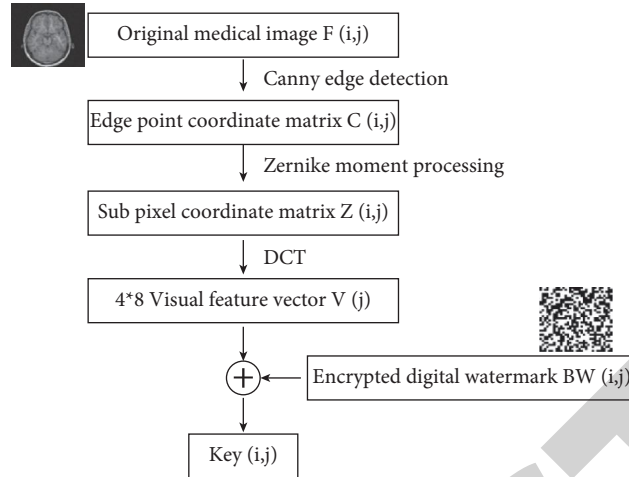 Original medical image F (i,j)
Canny edge detection
Edge point coordinate matrix C (i,j)
Zernike moment processing
Sub pixel coordinate matrix Z (i,j)
DCT
4*8 Visual feature vector V (j)
Encrypted digital watermark BW (i,j)
Key (i,j)